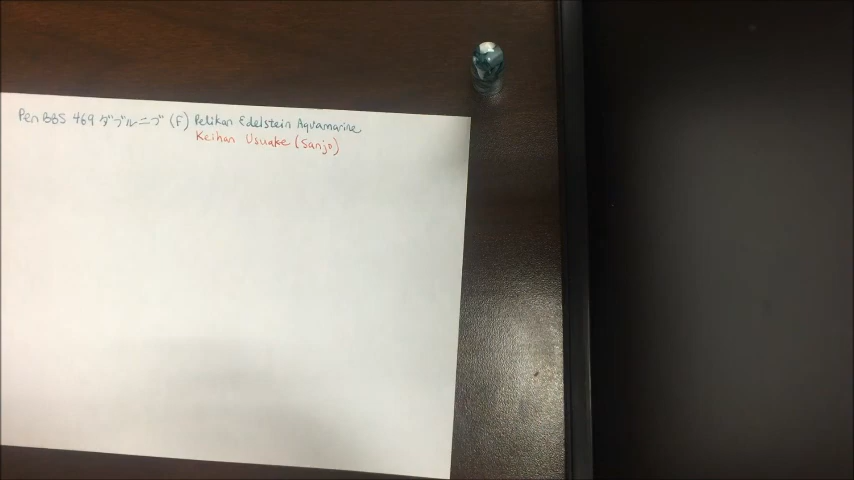 Pen BBS 469 ダブルニブ (F) Pelikan Edelstein Aquamarine
Keihan Usuake (Sanjo)